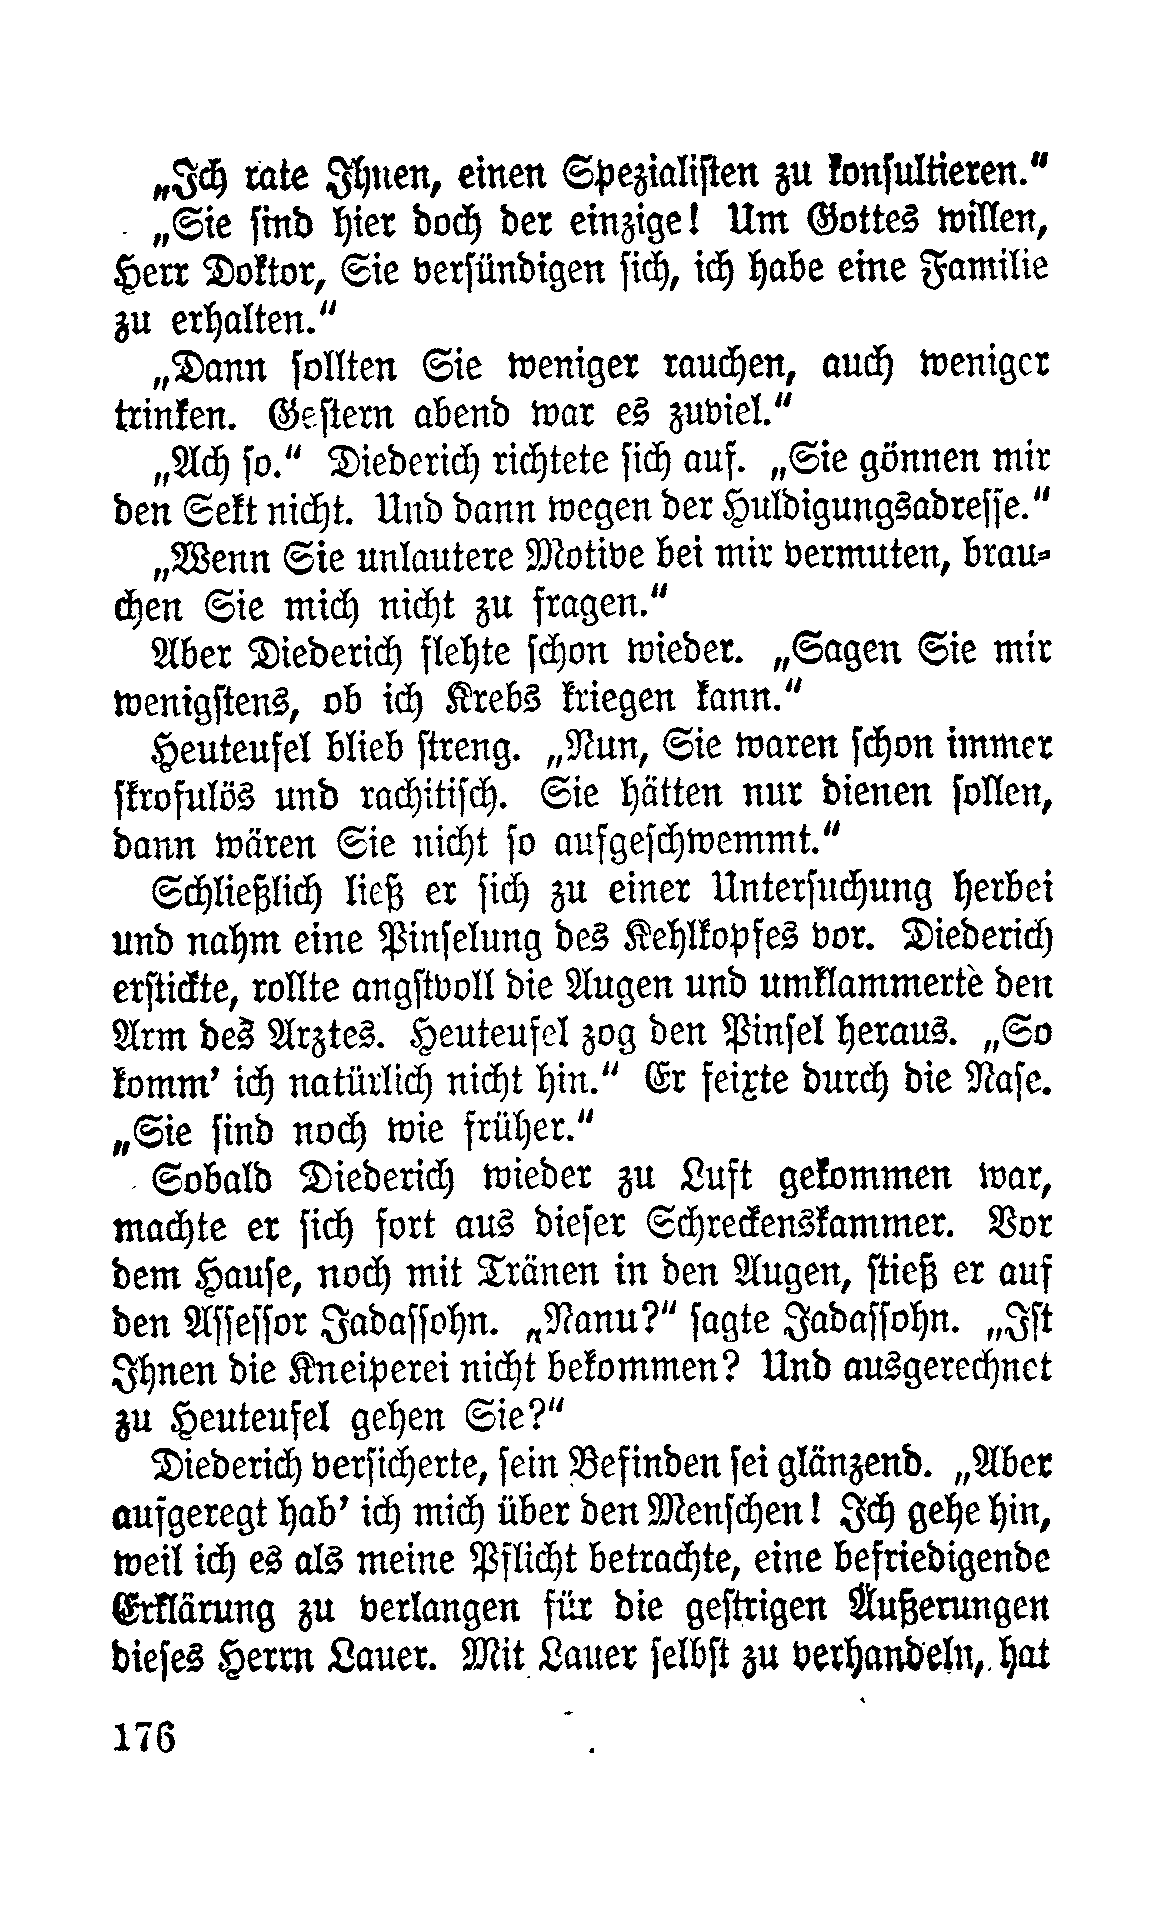 „Ich rate Ihnen, einen Spezialisten zu konsultieren.“
„Sie sind hier doch der einzige! Um Gottes willen,
Herr Doktor, Sie versündigen sich, ich habe eine Familie
zu erhalten.“
„Dann sollten Sie weniger rauchen, auch weniger
trinken. Gestern abend war es zuviel.“
„Ach so.“ Diederich richtete sich auf. „Sie gönnen mir
den Sekt nicht. Und dann wegen der Huldigungsadresse.“
„Wenn Sie unlautere Motive bei mir vermuten, brau-
chen Sie mich nicht zu fragen.“
Aber Diederich flehte schon wieder. „Sagen Sie mir
wenigstens, ob ich Krebs kriegen kann.“
Heuteufel blieb streng. „Nun, Sie waren schon immer
skrofulös und rachitisch. Sie hätten nur dienen sollen,
dann wären Sie nicht so aufgeschwemmt.“
Schließlich ließ er sich zu einer Untersuchung herbei
und nahm eine Pinselung des Kehlkopfes vor. Diederich
erstickte, rollte angstvoll die Augen und umklammerte den
Arm des Arztes. Heuteufel zog den Pinsel heraus. „So
komm’ ich natürlich nicht hin.“ Er feixte durch die Nase.
„Sie sind noch wie früher.“
Sobald Diederich wieder zu Luft gekommen war,
machte er sich fort aus dieser Schreckenskammer. Vor
dem Hause, noch mit Tränen in den Augen, stieß er auf
den Assessor Jadassohn. „Nanu?“ sagte Jadassohn. „Ist
Ihnen die Kneiperei nicht bekommen? Und ausgerechnet
zu Heuteufel gehen Sie?“
Diederich versicherte, sein Befinden sei glänzend. „Aber
aufgeregt hab’ ich mich über den Menschen! Ich gehe hin,
weil ich es als meine Pflicht betrachte, eine befriedigende
Erklärung zu verlangen für die gestrigen Äußerungen
dieses Herrn Lauer. Mit Lauer selbst zu verhandeln, hat
176